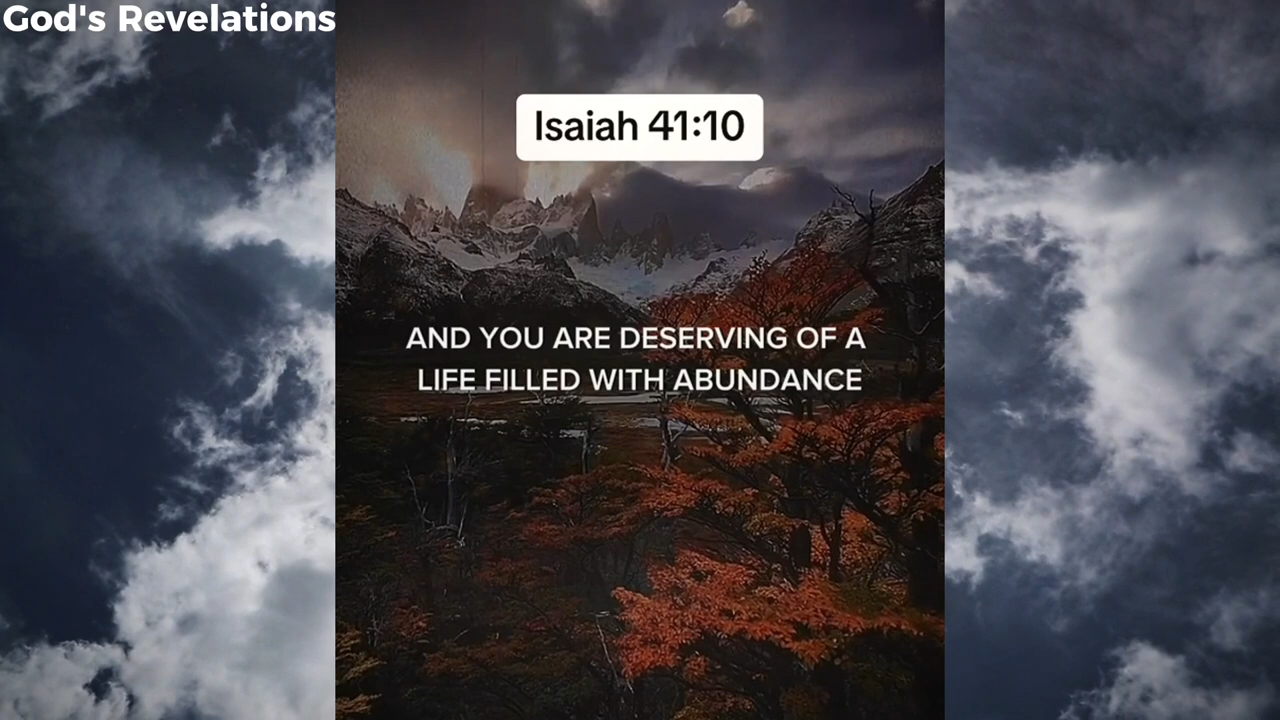 God's Revelations
Isaiah 41:10
AND YOU ARE DESERVING OF A
LIFE FILLED WITH ABUNDANCE